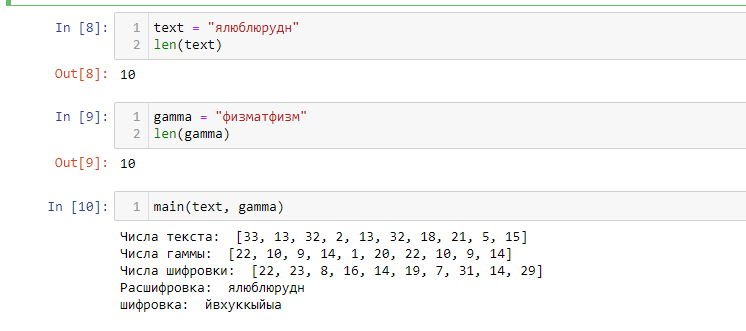 In [8]: 1 text = "ялюблюрудн"
2 len(text)
Out[8]: 10
In [9]: 1 gamma = "физматфизм"
2 len(gamma)
Out[9]: 10
In [10]: 1 main(text, gamma)
Числа текста: [33, 13, 32, 2, 13, 32, 18, 21, 5, 15]
Числа гаммы: [22, 10, 9, 14, 1, 20, 22, 10, 9, 14]
Числа шифровки: [22, 23, 8, 16, 14, 19, 7, 31, 14, 29]
Расшифровка: ялюблюрудн
шифровка: йвхуккыйыа